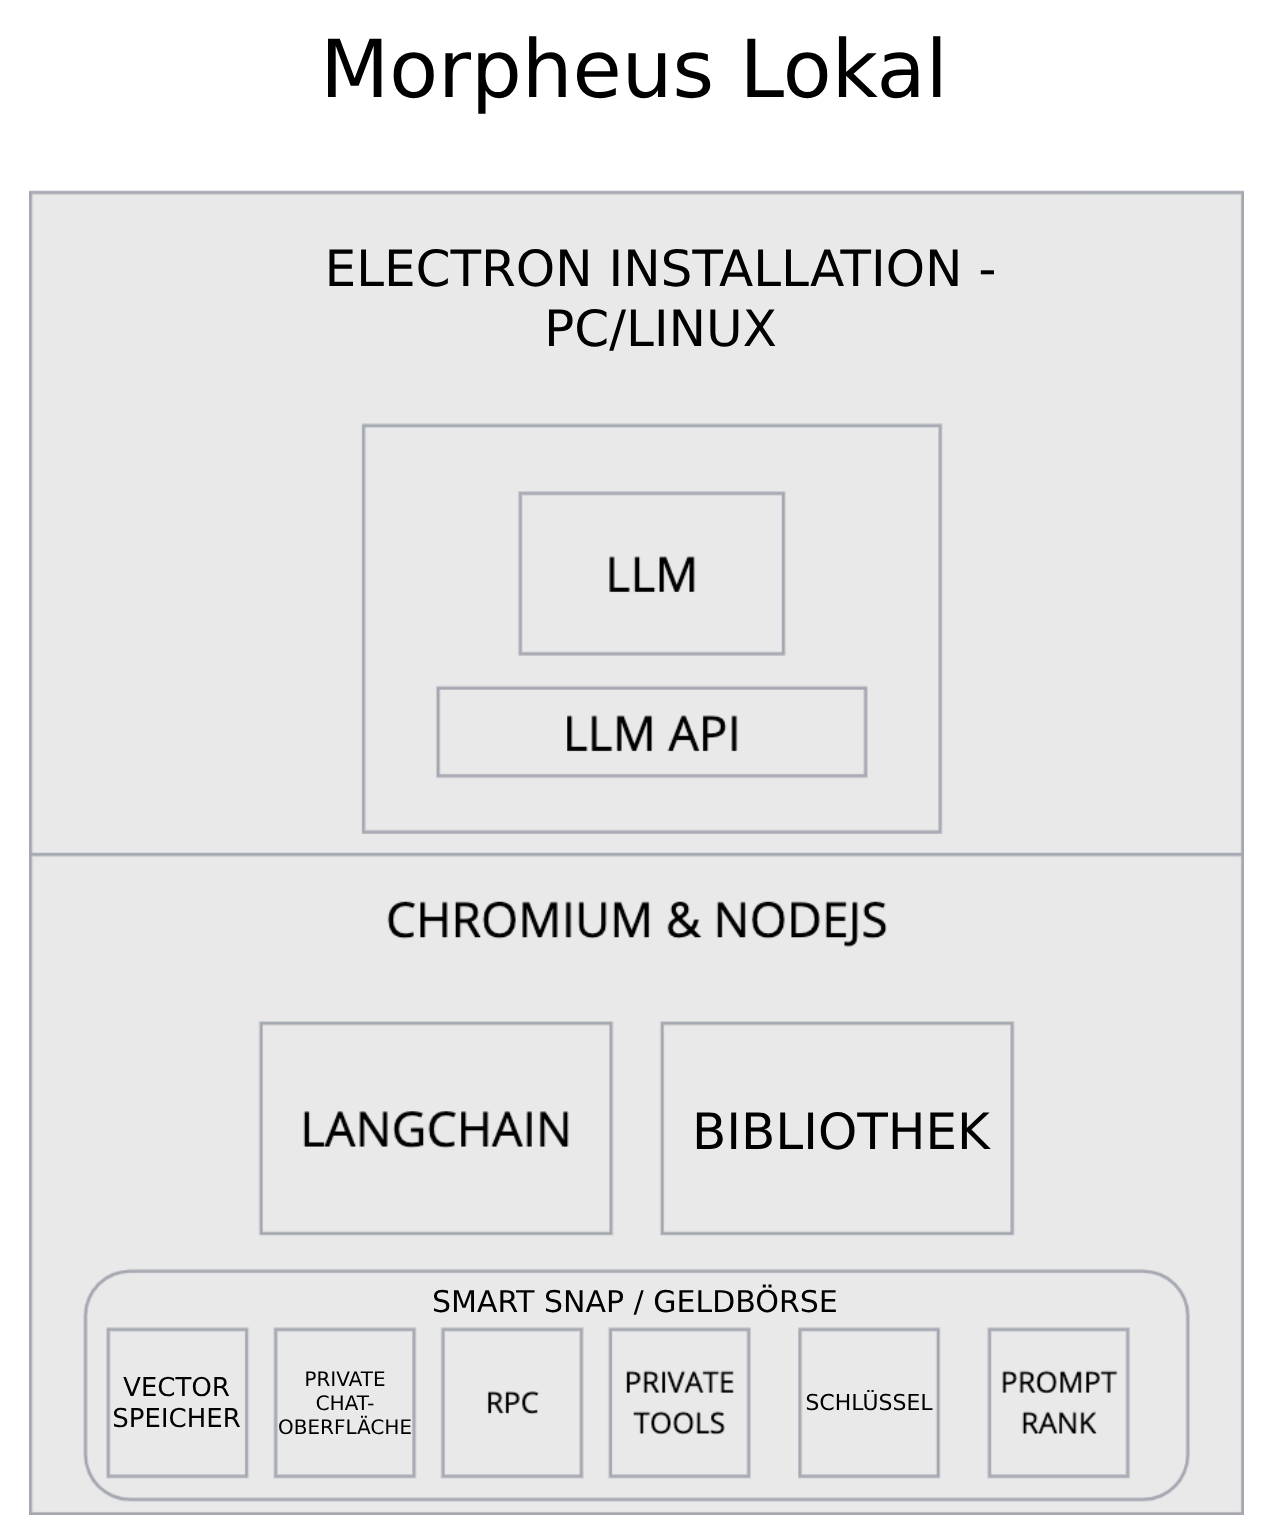 Morpheus Lokal
ELECTRON INSTALLATION -
PC/LINUX
LLM
LLM API
CHROMIUM & NODEJS
LANGCHAIN
BIBLIOTHEK
SMART SNAP / GELDBÖRSE
VECTOR
SPEICHER
PRIVATE
CHAT-
OBERFLÄCHE
RPC
PRIVATE
TOOLS
SCHLÜSSEL
PROMPT
RANK